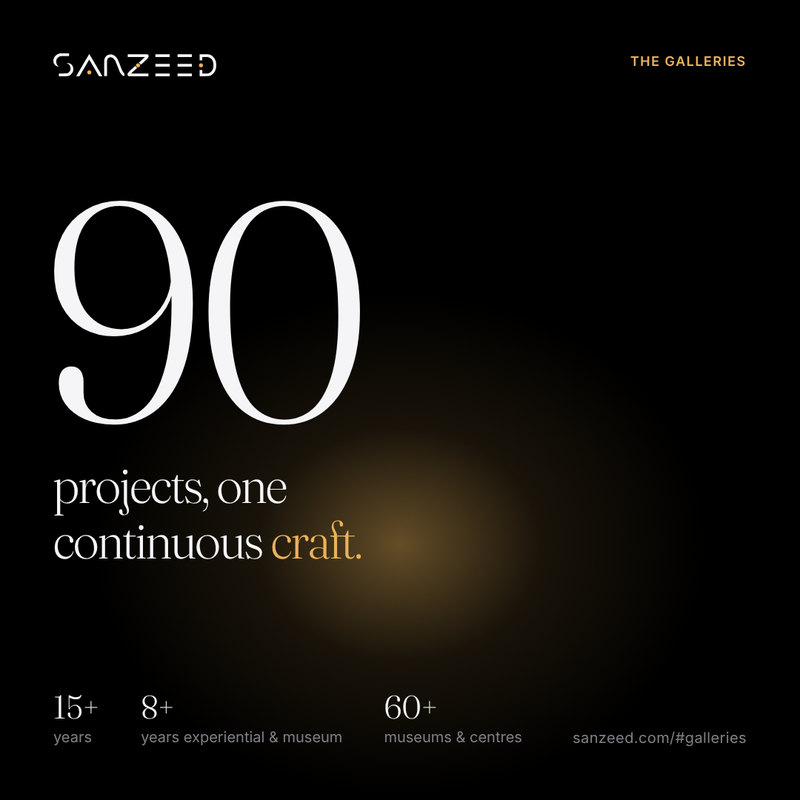 SANZEED
THE GALLERIES
90
projects, one
continuous craft.
15+
years
8+
years experiential & museum
60+
museums & centres
sanzeed.com/#galleries